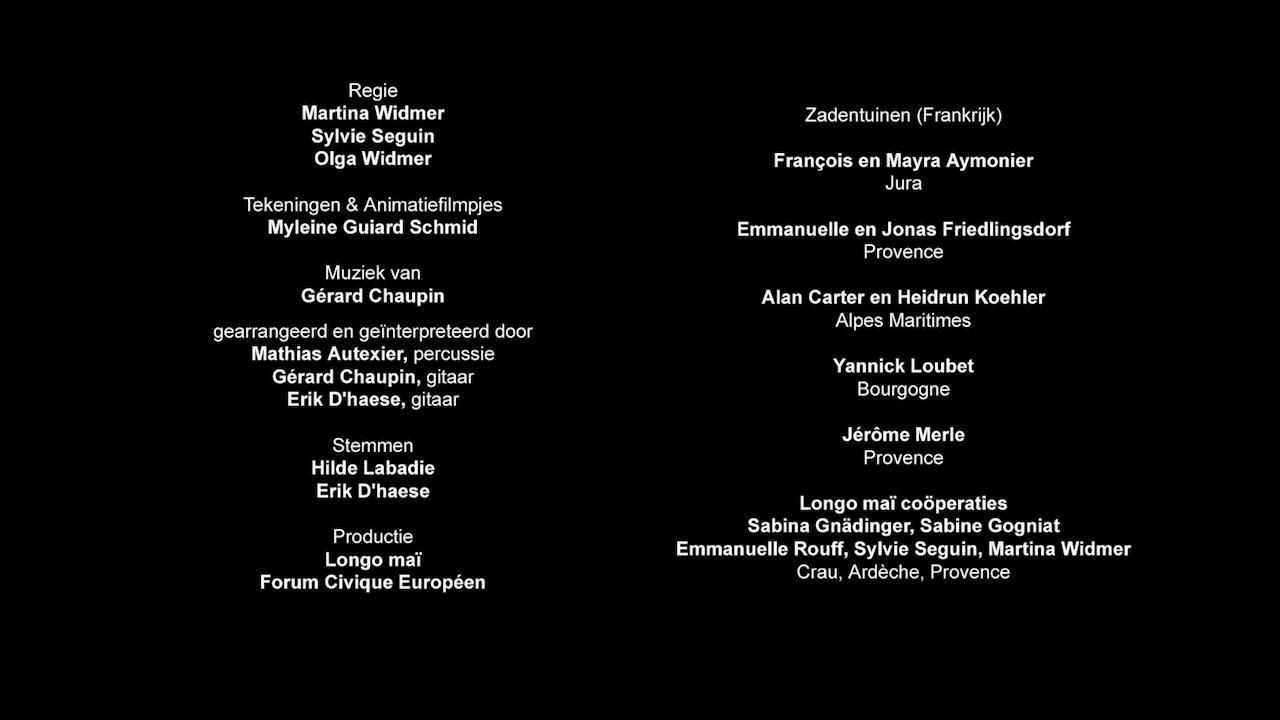 Regie
Martina Widmer
Sylvie Seguin
Olga Widmer
Tekeningen & Animatiefilmpjes
Myleine Guiard Schmid
Muziek van
Gérard Chaupin
gearrangeerd en geïnterpreteerd door
Mathias Autexier, percussie
Gérard Chaupin, gitaar
Erik D'haese, gitaar
Stemmen
Hilde Labadie
Erik D'haese
Productie
Longo maï
Forum Civique Européen
Zadentuinen (Frankrijk)
François en Mayra Aymonier
Jura
Emmanuelle en Jonas Friedlingsdorf
Provence
Alan Carter en Heidrun Koehler
Alpes Maritimes
Yannick Loubet
Bourgogne
Jérôme Merle
Provence
Longo maï coöperaties
Sabina Gnädinger, Sabine Gogniat
Emmanuelle Rouff, Sylvie Seguin, Martina Widmer
Crau, Ardèche, Provence